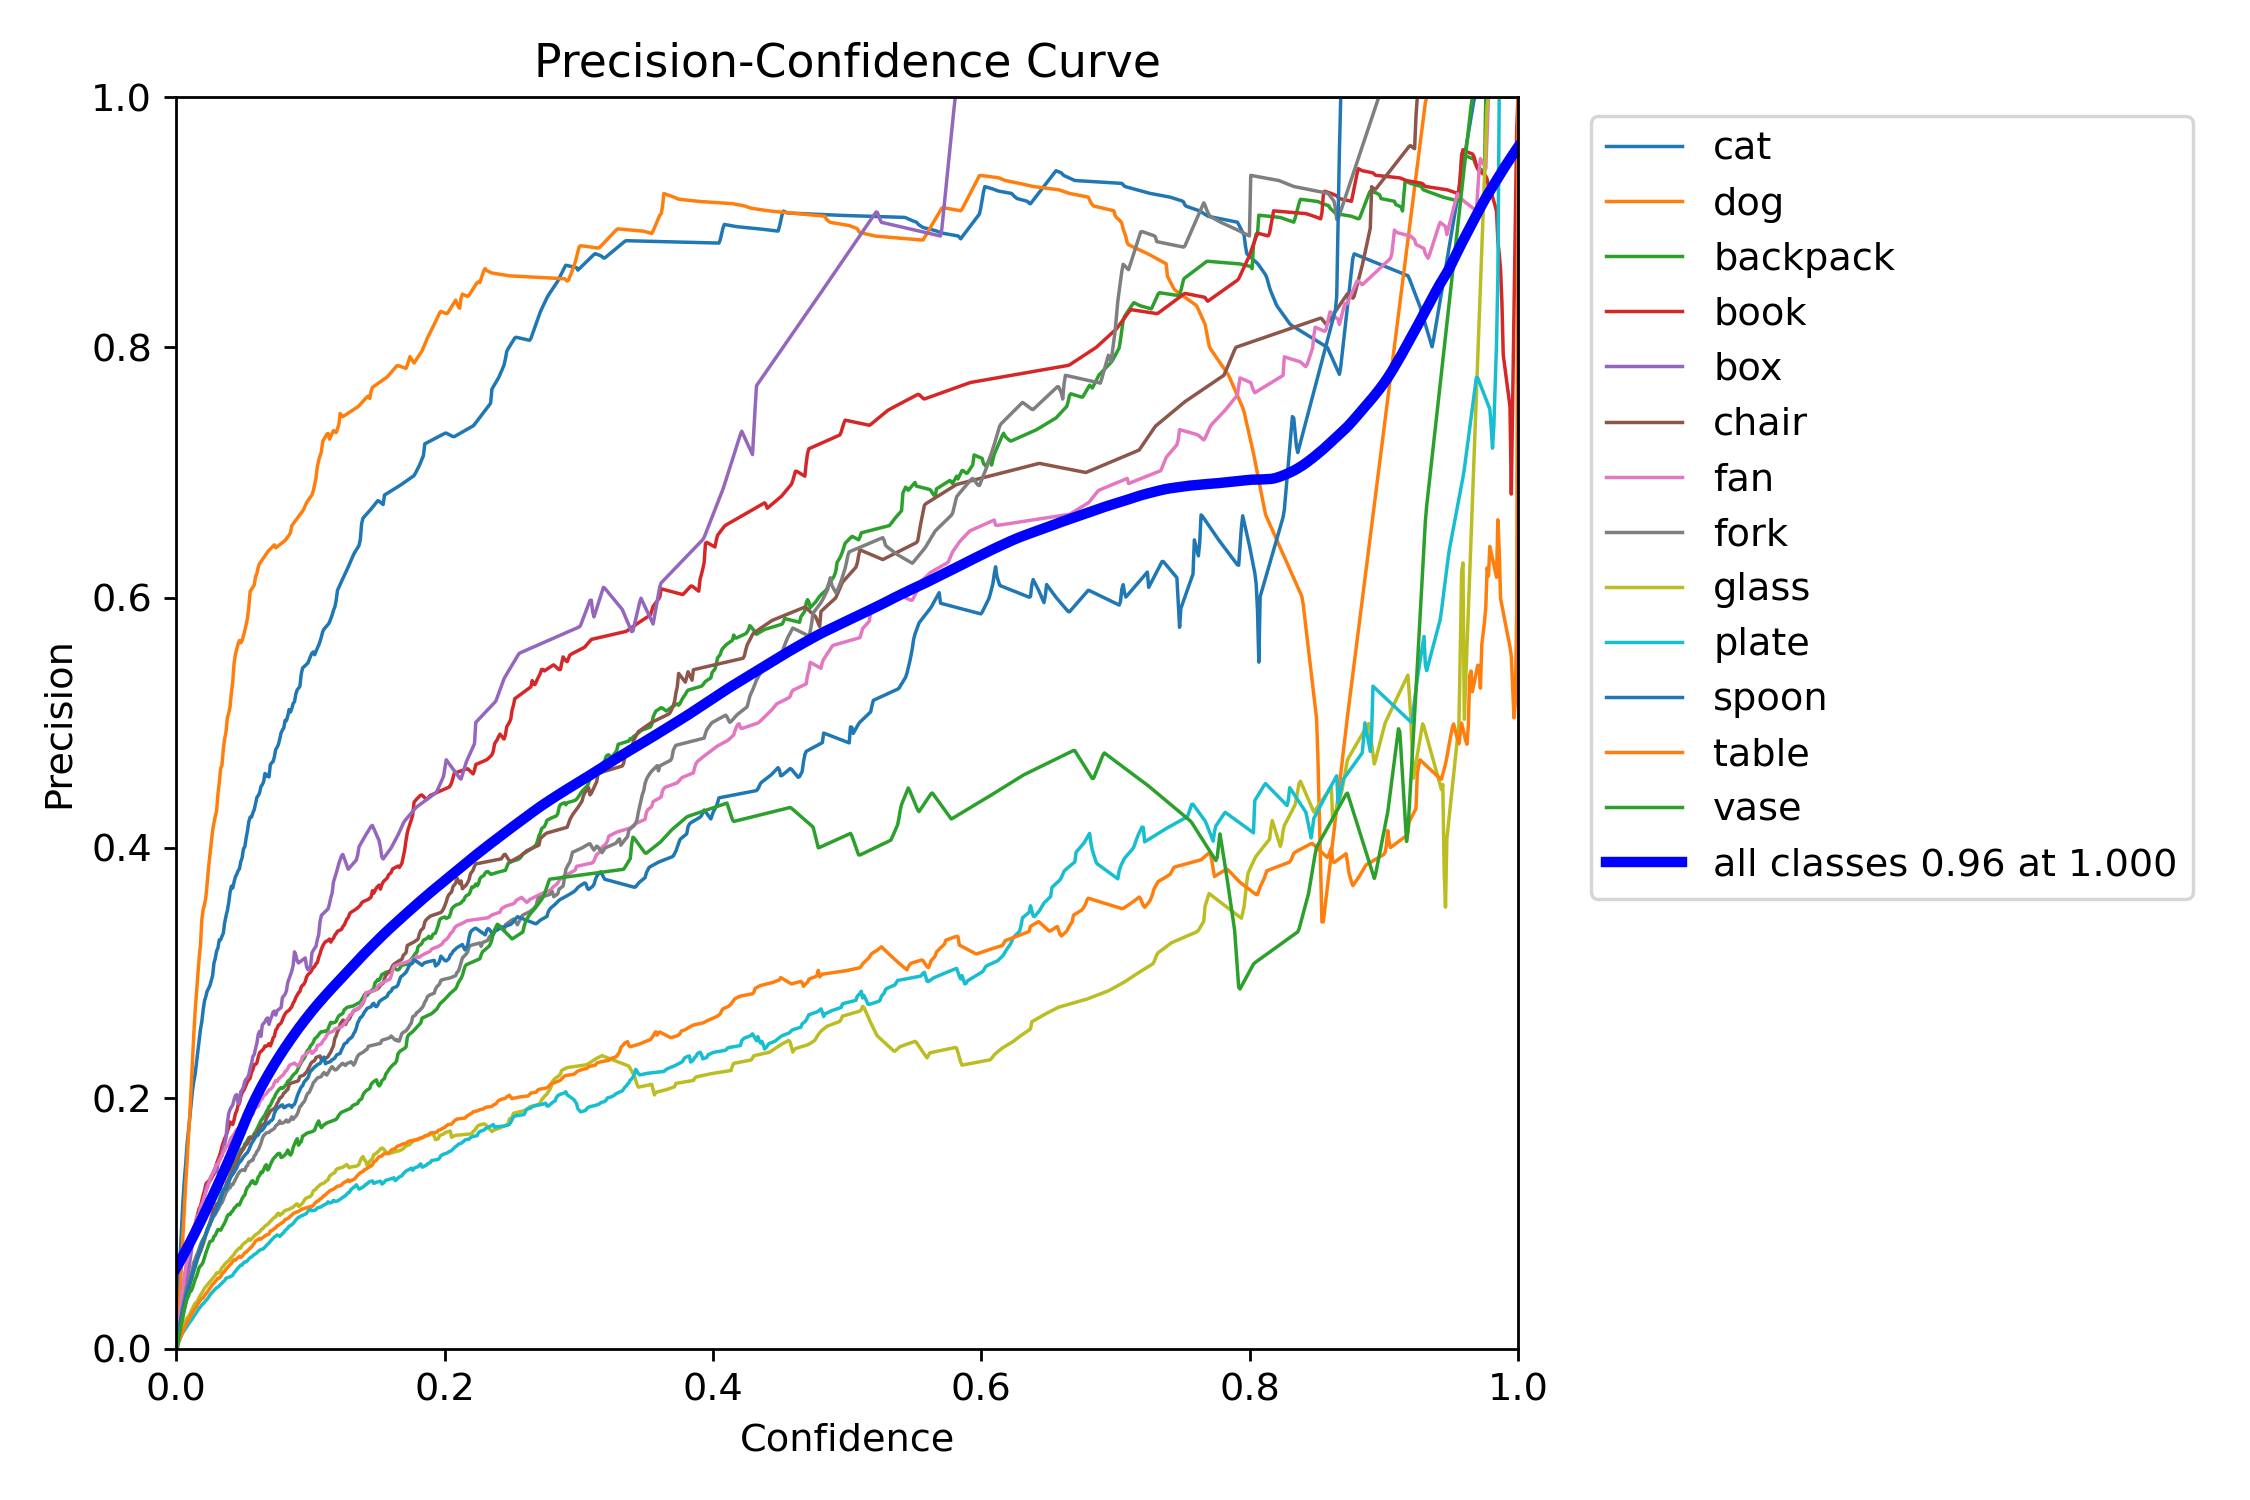 Precision-Confidence Curve
1.0
0.8
0.6
0.4
0.2
0.0
Precision
0.0 0.2 0.4 0.6 0.8 1.0
Confidence
cat
dog
backpack
book
box
chair
fan
fork
glass
plate
spoon
table
vase
all classes 0.96 at 1.000